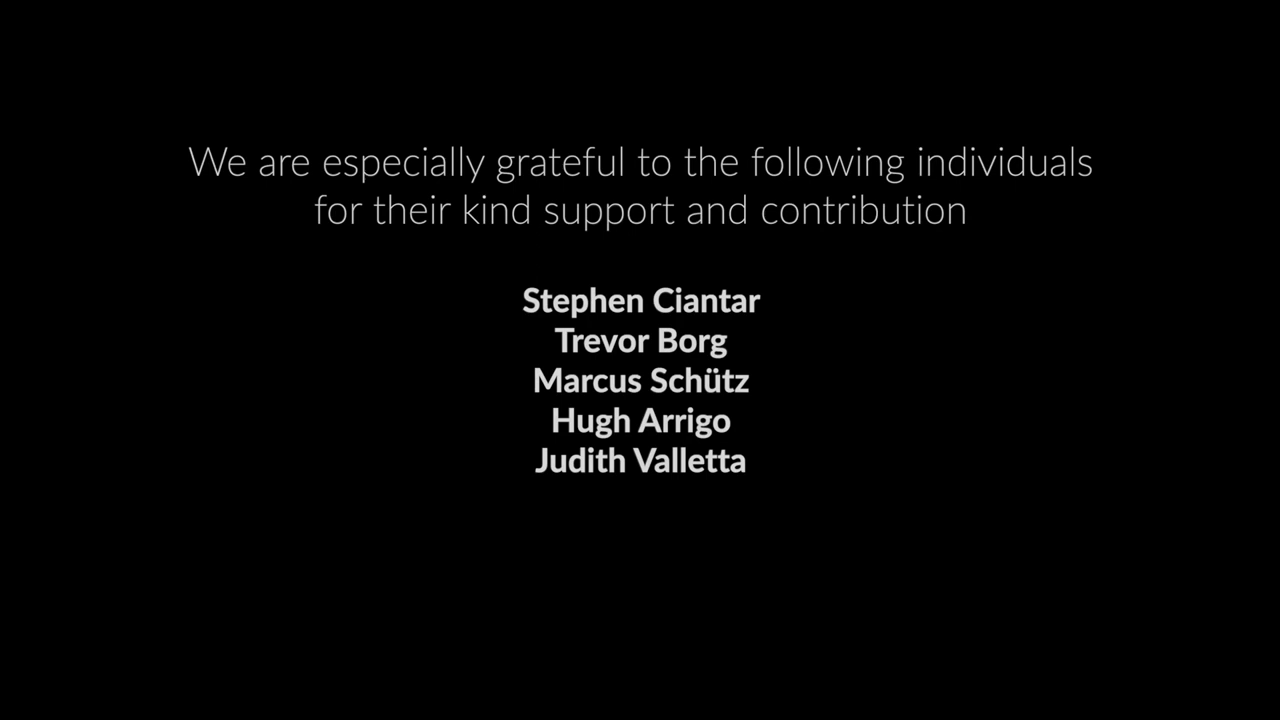 We are especially grateful to the following individuals
for their kind support and contribution
Stephen Ciantar
Trevor Borg
Marcus Schütz
Hugh Arrigo
Judith Valletta